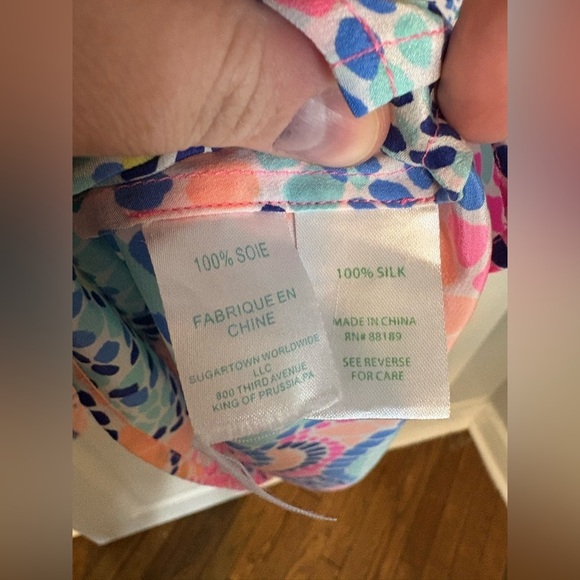 100% SOIE
FABRIQUE EN
CHINE
SUGARTOWN WORLDWIDE
LLC
800 THIRD AVENUE
KING OF PRUSSIA,PA
100% SILK
MADE IN CHINA
RN# 88189
SEE REVERSE
FOR CARE